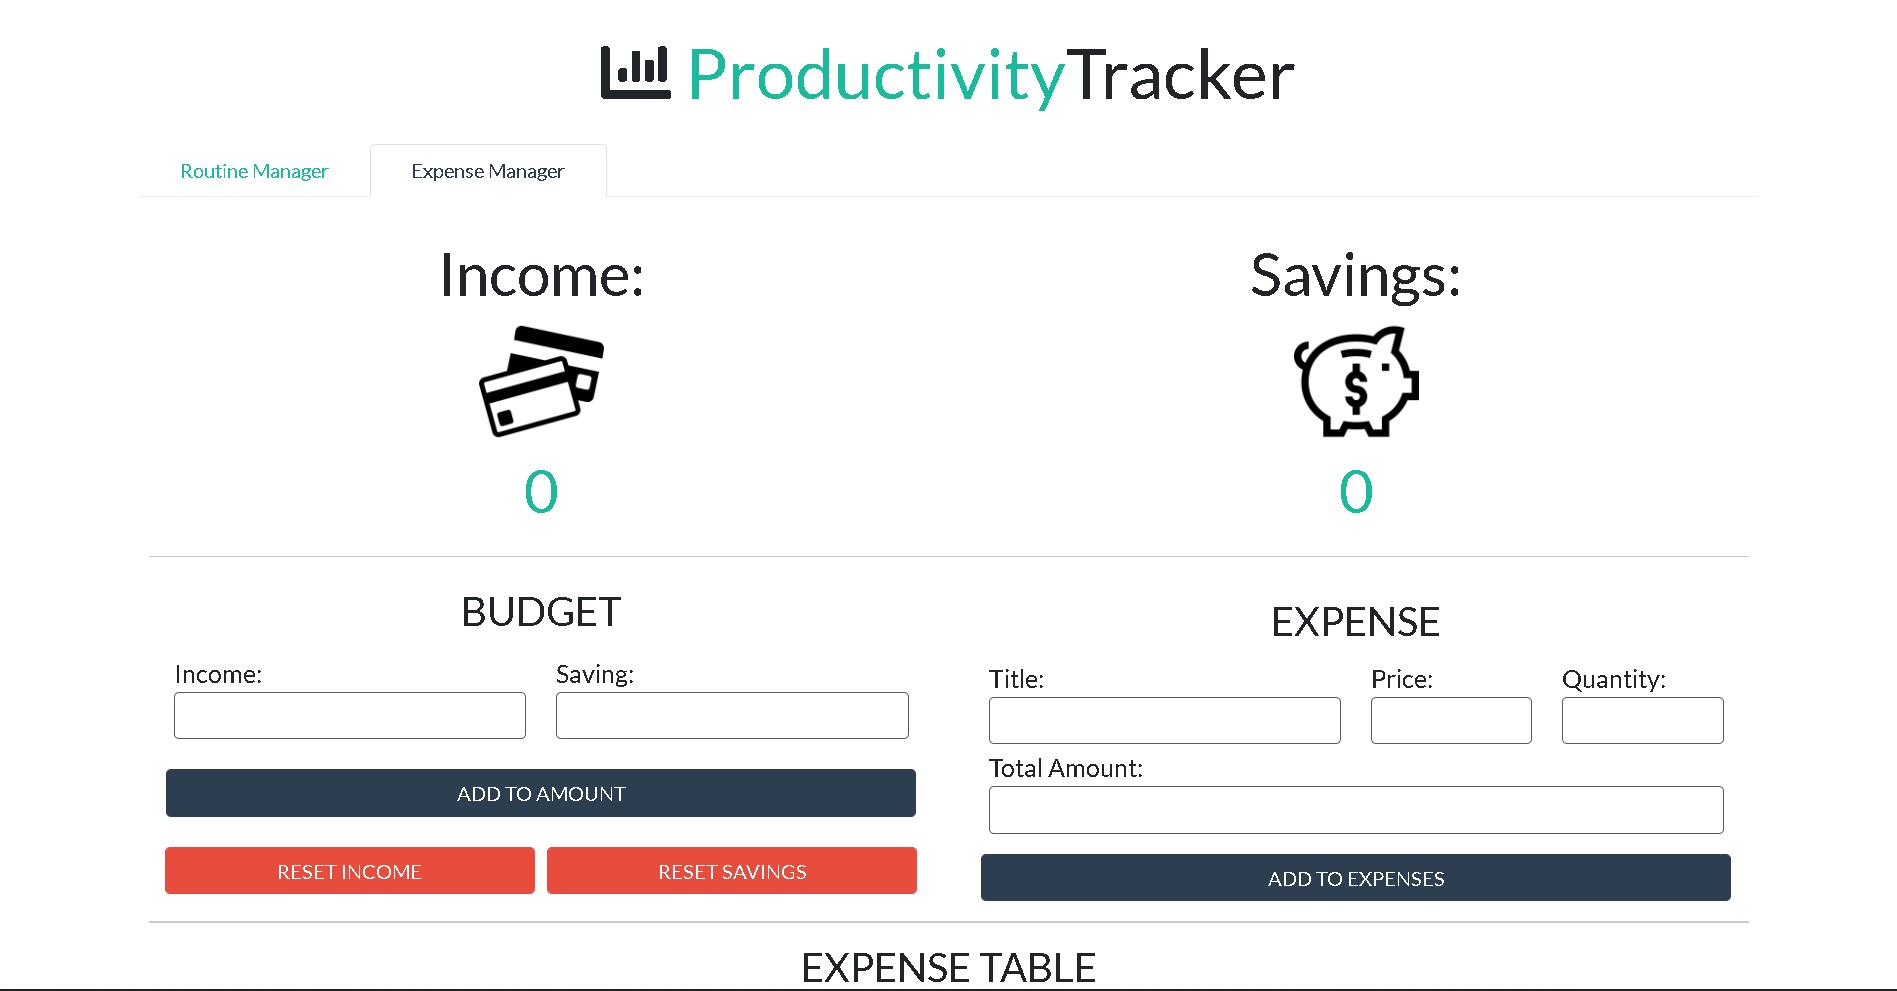 ProductivityTracker
Routine Manager
Expense Manager
Income:
0
Savings:
$
0
BUDGET
Income:
Saving:
ADD TO AMOUNT
RESET INCOME
RESET SAVINGS
EXPENSE
Title:
Price:
Quantity:
Total Amount:
ADD TO EXPENSES
EXPENSE TABLE